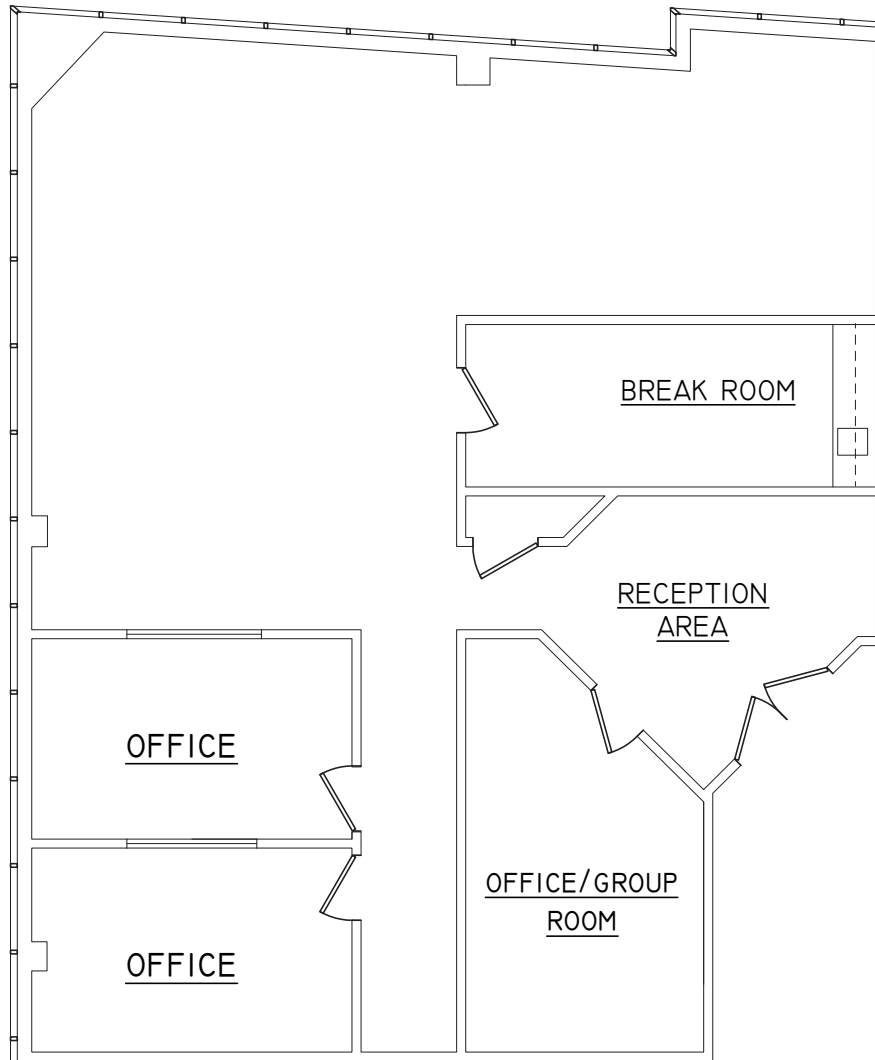 BREAK ROOM
RECEPTION
AREA
OFFICE
OFFICE/GROUP
ROOM
OFFICE